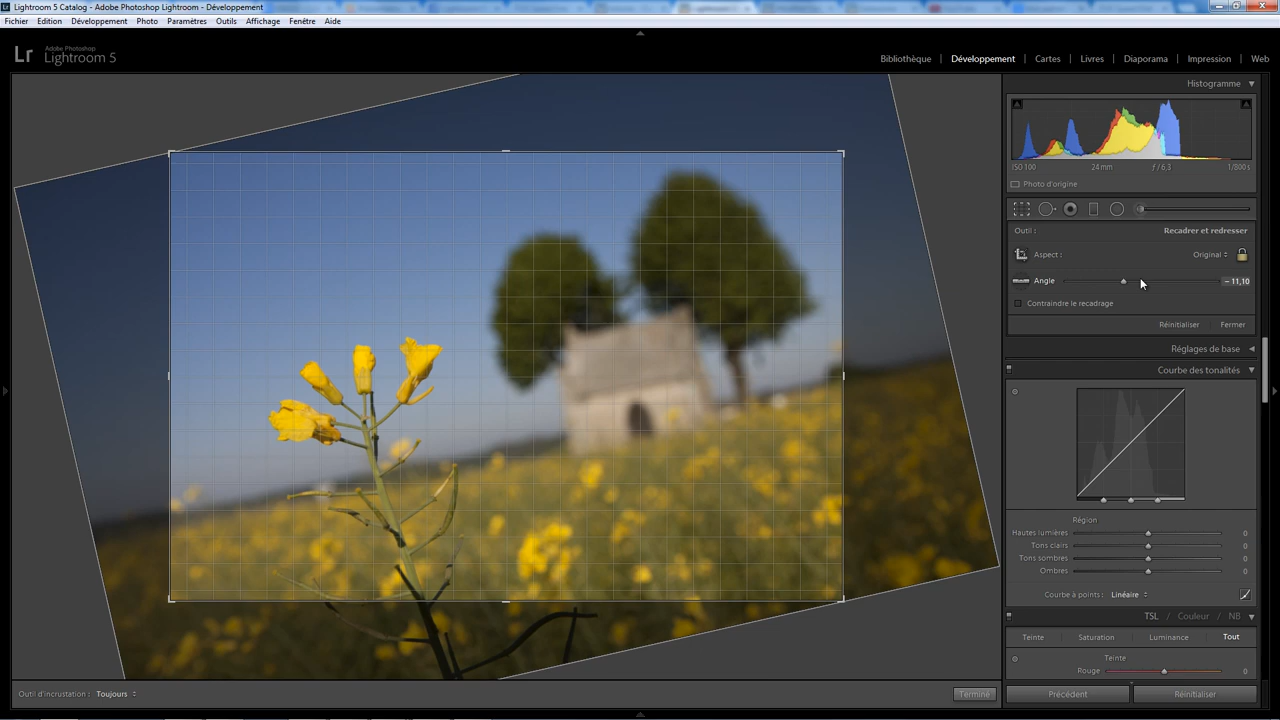 Lightroom 5 Catalog - Adobe Photoshop Lightroom - Développement
Fichier Edition Développement Photo Paramètres Outils Affichage Fenêtre Aide
Lr
Adobe Photoshop
Lightroom 5
Bibliothèque | Développement | Cartes | Livres | Diaporama | Impression | Web
Histogramme
ISO 100 24 mm ƒ / 6,3 1/800 s
Photo d'origine
Outil : Recadrer et redresser
Aspect : Original
Angle - 11,10
Contraindre le recadrage
Réinitialiser Fermer
Réglages de base
Courbe des tonalités
Région
Hautes lumières 0
Tons clairs 0
Tons sombres 0
Ombres 0
Courbe à points : Linéaire
TSL / Couleur / NB
Teinte Saturation Luminance Tout
Teinte
Rouge 0
Outil d'incrustation : Toujours
Terminé
Précédent Réinitialiser